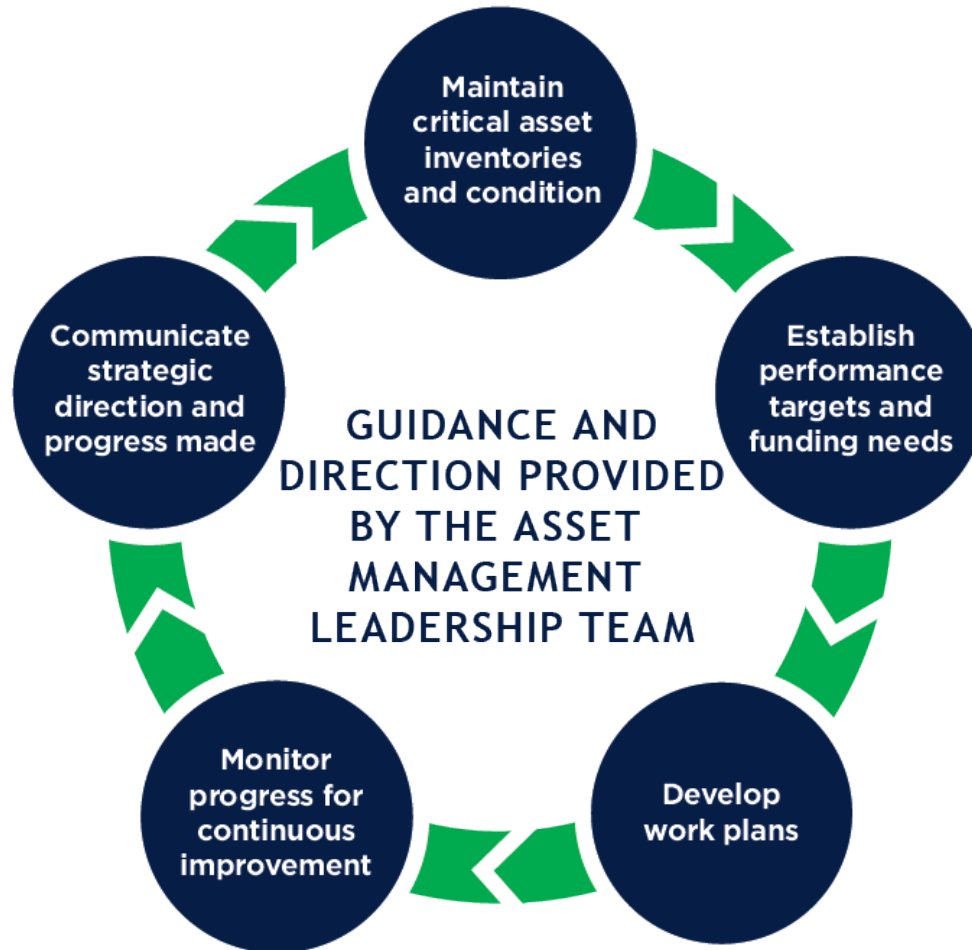 Maintain
critical asset
inventories
and condition
Establish
performance
targets and
funding needs
Develop
work plans
Monitor
progress for
continuous
improvement
Communicate
strategic
direction and
progress made
GUIDANCE AND
DIRECTION PROVIDED
BY THE ASSET
MANAGEMENT
LEADERSHIP TEAM